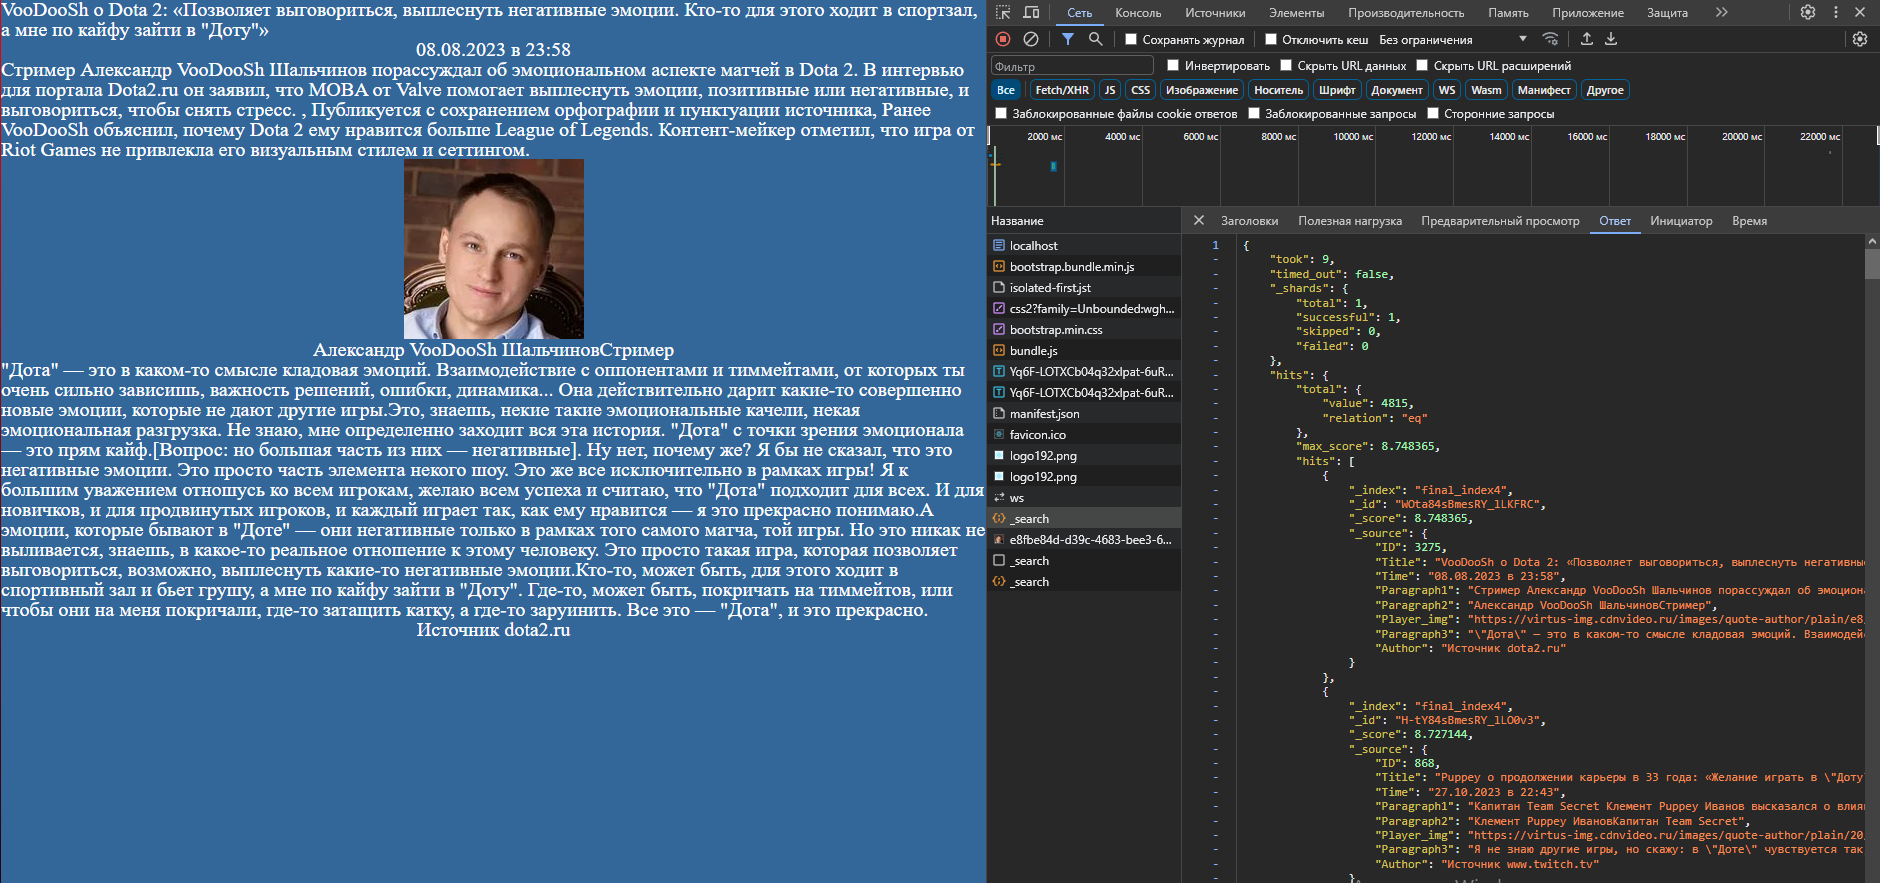 VooDooSh о Dota 2: «Позволяет выговориться, выплеснуть негативные эмоции. Кто-то для этого ходит в спортзал,
а мне по кайфу зайти в "Доту"»
08.08.2023 в 23:58
Стример Александр VooDooSh Шальчинов порассуждал об эмоциональном аспекте матчей в Dota 2. В интервью
для портала Dota2.ru он заявил, что MOBA от Valve помогает выплеснуть эмоции, позитивные или негативные, и
выговориться, чтобы снять стресс. , Публикуется с сохранением орфографии и пунктуации источника, Ранее
VooDooSh объяснил, почему Dota 2 ему нравится больше League of Legends. Контент-мейкер отметил, что игра от
Riot Games не привлекла его визуальным стилем и сеттингом.
Александр VooDooSh ШальчиновСтример
"Дота" — это в каком-то смысле кладовая эмоций. Взаимодействие с оппонентами и тиммейтами, от которых ты
очень сильно зависишь, важность решений, ошибки, динамика... Она действительно дарит какие-то совершенно
новые эмоции, которые не дают другие игры.Это, знаешь, некие такие эмоциональные качели, некая
эмоциональная разгрузка. Не знаю, мне определенно заходит вся эта история. "Дота" с точки зрения эмоционала
— это прям кайф.[Вопрос: но большая часть из них — негативные]. Ну нет, почему же? Я бы не сказал, что это
негативные эмоции. Это просто часть элемента некого шоу. Это же все исключительно в рамках игры! Я к
большим уважением отношусь ко всем игрокам, желаю всем успеха и считаю, что "Дота" подходит для всех. И для
новичков, и для продвинутых игроков, и каждый играет так, как ему нравится — я это прекрасно понимаю.А
эмоции, которые бывают в "Доте" — они негативные только в рамках того самого матча, той игры. Но это никак не
выливается, знаешь, в какое-то реальное отношение к этому человеку. Это просто такая игра, которая позволяет
выговориться, возможно, выплеснуть какие-то негативные эмоции.Кто-то, может быть, для этого ходит в
спортивный зал и бьет грушу, а мне по кайфу зайти в "Доту". Где-то, может быть, покричать на тиммейтов, или
чтобы они на меня покричали, где-то затащить катку, а где-то заруинить. Все это — "Дота", и это прекрасно.
Источник dota2.ru
Сеть Консоль Источники Элементы Производительность Память Приложение Защита
Сохранять журнал Отключить кеш Без ограничения
Фильтр Инвертировать Скрыть URL данных Скрыть URL расширений
Все Fetch/XHR JS CSS Изображение Носитель Шрифт Документ WS Wasm Манифест Другое
Заблокированные файлы cookie ответов Заблокированные запросы Сторонние запросы
2000 мс 4000 мс 6000 мс 8000 мс 10000 мс 12000 мс 14000 мс 16000 мс 18000 мс 20000 мс 22000 мс
Название
localhost
bootstrap.bundle.min.js
isolated-first.jst
css2?family=Unbounded:wgh...
bootstrap.min.css
bundle.js
Yq6F-LOTXCb04q32xlpat-6uR...
Yq6F-LOTXCb04q32xlpat-6uR...
manifest.json
favicon.ico
logo192.png
logo192.png
ws
_search
e8fbe84d-d39c-4683-bee3-6...
_search
_search
Заголовки Полезная нагрузка Предварительный просмотр Ответ Инициатор Время
1 {
- "took": 9,
- "timed_out": false,
- "_shards": {
- "total": 1,
- "successful": 1,
- "skipped": 0,
- "failed": 0
- },
- "hits": {
- "total": {
- "value": 4815,
- "relation": "eq"
- },
- "max_score": 8.748365,
- "hits": [
- {
- "_index": "final_index4",
- "_id": "WOta84sBmesRY_lLKFRC",
- "_score": 8.748365,
- "_source": {
- "ID": 3275,
- "Title": "VooDooSh о Dota 2: «Позволяет выговориться, выплеснуть негативные
- "Time": "08.08.2023 в 23:58",
- "Paragraph1": "Стример Александр VooDooSh Шальчинов порассуждал об эмоциона
- "Paragraph2": "Александр VooDooSh ШальчиновСтример",
- "Player_img": "https://virtus-img.cdnvideo.ru/images/quote-author/plain/e8/
- "Paragraph3": "\"Дота\" — это в каком-то смысле кладовая эмоций. Взаимодей
- "Author": "Источник dota2.ru"
- }
- },
- {
- "_index": "final_index4",
- "_id": "H-tY84sBmesRY_lLO0v3",
- "_score": 8.727144,
- "_source": {
- "ID": 868,
- "Title": "Puppey о продолжении карьеры в 33 года: «Желание играть в \"Доту\
- "Time": "27.10.2023 в 22:43",
- "Paragraph1": "Капитан Team Secret Клемент Puppey Иванов высказался о влия
- "Paragraph2": "Клемент Puppey ИвановКапитан Team Secret",
- "Player_img": "https://virtus-img.cdnvideo.ru/images/quote-author/plain/20/
- "Paragraph3": "Я не знаю другие игры, но скажу: в \"Доте\" чувствуется так
- "Author": "Источник www.twitch.tv"
- }